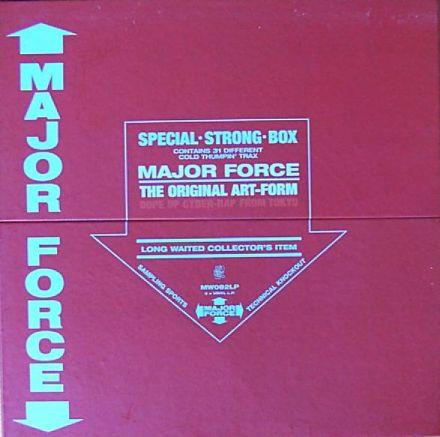 MAJOR FORCE
SPECIAL·STRONG·BOX
CONTAINS 31 DIFFERENT
COLD THUMPIN' TRAX
MAJOR FORCE
THE ORIGINAL ART-FORM
DOPE UP CYBER-RAP FROM TOKYO
LONG WAITED COLLECTOR'S ITEM
SAMPLING SPORTS
TECHNICAL KNOCKOUT
MW082LP
MAJOR
FORCE